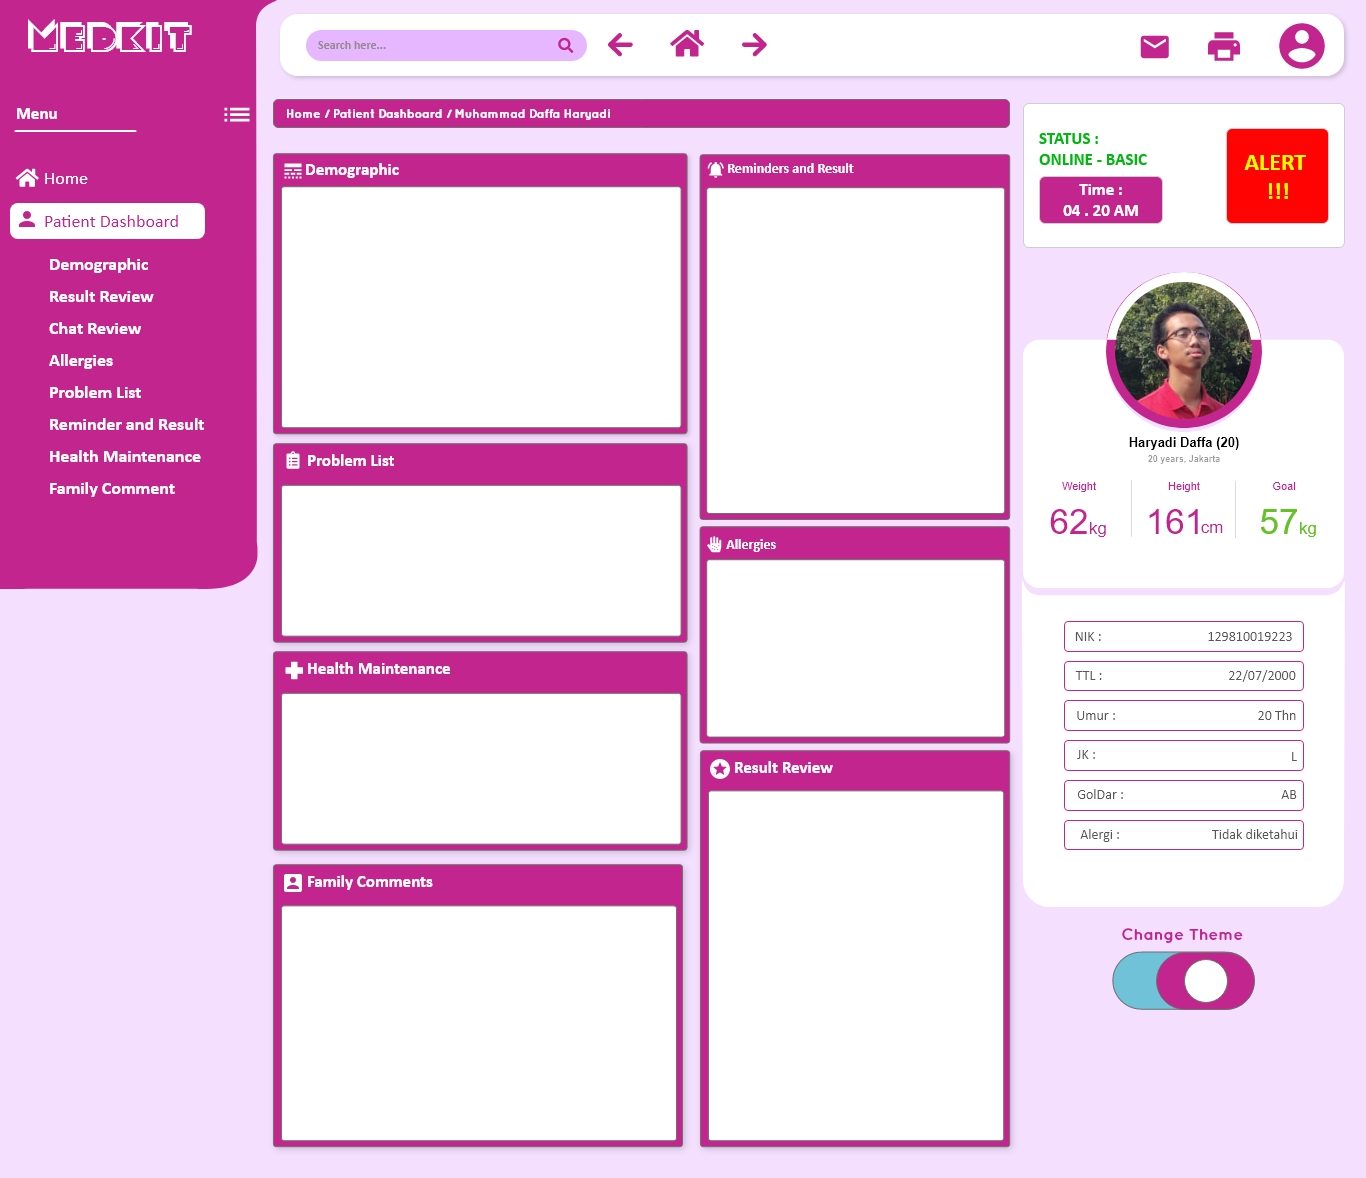 MEDKIT
Search here...
Menu
Home
Patient Dashboard
Demographic
Result Review
Chat Review
Allergies
Problem List
Reminder and Result
Health Maintenance
Family Comment
Home / Patient Dashboard / Muhammad Daffa Haryadi
Demographic
Problem List
Health Maintenance
Family Comments
Reminders and Result
Allergies
Result Review
STATUS :
ONLINE - BASIC
Time :
04 . 20 AM
ALERT
!!!
Haryadi Daffa (20)
20 years, Jakarta
Weight Height Goal
62kg 161cm 57kg
NIK : 129810019223
TTL : 22/07/2000
Umur : 20 Thn
JK : L
GolDar : AB
Alergi : Tidak diketahui
Change Theme